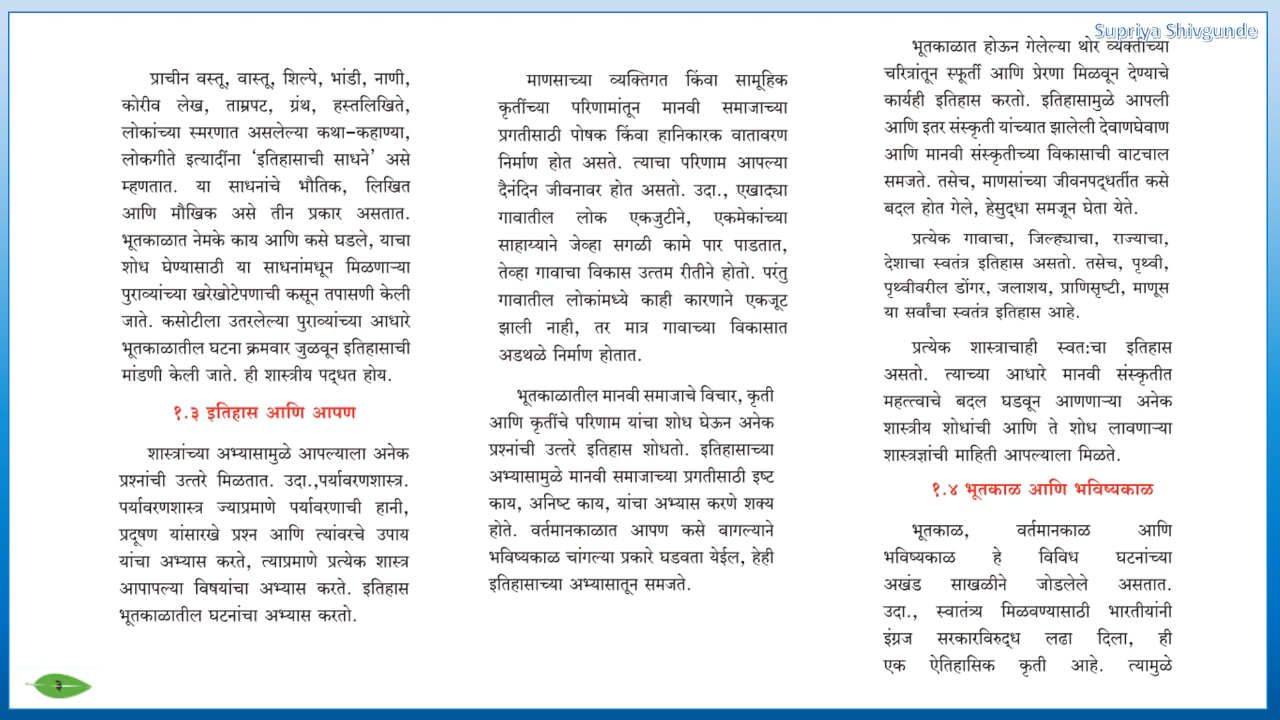 Supriya Shivgunde
प्राचीन वस्तू, वास्तू, शिल्पे, भांडी, नाणी,
कोरीव लेख, ताम्रपट, ग्रंथ, हस्तलिखिते,
लोकांच्या स्मरणात असलेल्या कथा-कहाण्या,
लोकगीते इत्यादींना ‘इतिहासाची साधने’ असे
म्हणतात. या साधनांचे भौतिक, लिखित
आणि मौखिक असे तीन प्रकार असतात.
भूतकाळात नेमके काय आणि कसे घडले, याचा
शोध घेण्यासाठी या साधनांमधून मिळणाऱ्या
पुराव्यांच्या खरेखोटेपणाची कसून तपासणी केली
जाते. कसोटीला उतरलेल्या पुराव्यांच्या आधारे
भूतकाळातील घटना क्रमवार जुळवून इतिहासाची
मांडणी केली जाते. ही शास्त्रीय पद्धत होय.
१.३ इतिहास आणि आपण
शास्त्रांच्या अभ्यासामुळे आपल्याला अनेक
प्रश्नांची उत्तरे मिळतात. उदा.,पर्यावरणशास्त्र.
पर्यावरणशास्त्र ज्याप्रमाणे पर्यावरणाची हानी,
प्रदूषण यांसारखे प्रश्न आणि त्यांवरचे उपाय
यांचा अभ्यास करते, त्याप्रमाणे प्रत्येक शास्त्र
आपापल्या विषयांचा अभ्यास करते. इतिहास
भूतकाळातील घटनांचा अभ्यास करतो.
३
माणसाच्या व्यक्तिगत किंवा सामूहिक
कृतींच्या परिणामांतून मानवी समाजाच्या
प्रगतीसाठी पोषक किंवा हानिकारक वातावरण
निर्माण होत असते. त्याचा परिणाम आपल्या
दैनंदिन जीवनावर होत असतो. उदा., एखाद्या
गावातील लोक एकजुटीने, एकमेकांच्या
साहाय्याने जेव्हा सगळी कामे पार पाडतात,
तेव्हा गावाचा विकास उत्तम रीतीने होतो. परंतु
गावातील लोकांमध्ये काही कारणाने एकजूट
झाली नाही, तर मात्र गावाच्या विकासात
अडथळे निर्माण होतात.
भूतकाळातील मानवी समाजाचे विचार, कृती
आणि कृतींचे परिणाम यांचा शोध घेऊन अनेक
प्रश्नांची उत्तरे इतिहास शोधतो. इतिहासाच्या
अभ्यासामुळे मानवी समाजाच्या प्रगतीसाठी इष्ट
काय, अनिष्ट काय, यांचा अभ्यास करणे शक्य
होते. वर्तमानकाळात आपण कसे वागल्याने
भविष्यकाळ चांगल्या प्रकारे घडवता येईल, हेही
इतिहासाच्या अभ्यासातून समजते.
भूतकाळात होऊन गेलेल्या थोर व्यक्तींच्या
चरित्रांतून स्फूर्ती आणि प्रेरणा मिळवून देण्याचे
कार्यही इतिहास करतो. इतिहासामुळे आपली
आणि इतर संस्कृती यांच्यात झालेली देवाणघेवाण
आणि मानवी संस्कृतीच्या विकासाची वाटचाल
समजते. तसेच, माणसांच्या जीवनपद्धतींत कसे
बदल होत गेले, हेसुद्धा समजून घेता येते.
प्रत्येक गावाचा, जिल्ह्याचा, राज्याचा,
देशाचा स्वतंत्र इतिहास असतो. तसेच, पृथ्वी,
पृथ्वीवरील डोंगर, जलाशय, प्राणिसृष्टी, माणूस
या सर्वांचा स्वतंत्र इतिहास आहे.
प्रत्येक शास्त्राचाही स्वत:चा इतिहास
असतो. त्याच्या आधारे मानवी संस्कृतीत
महत्त्वाचे बदल घडवून आणणाऱ्या अनेक
शास्त्रीय शोधांची आणि ते शोध लावणाऱ्या
शास्त्रज्ञांची माहिती आपल्याला मिळते.
१.४ भूतकाळ आणि भविष्यकाळ
भूतकाळ, वर्तमानकाळ आणि
भविष्यकाळ हे विविध घटनांच्या
अखंड साखळीने जोडलेले असतात.
उदा., स्वातंत्र्य मिळवण्यासाठी भारतीयांनी
इंग्रज सरकारविरुद्ध लढा दिला, ही
एक ऐतिहासिक कृती आहे. त्यामुळे